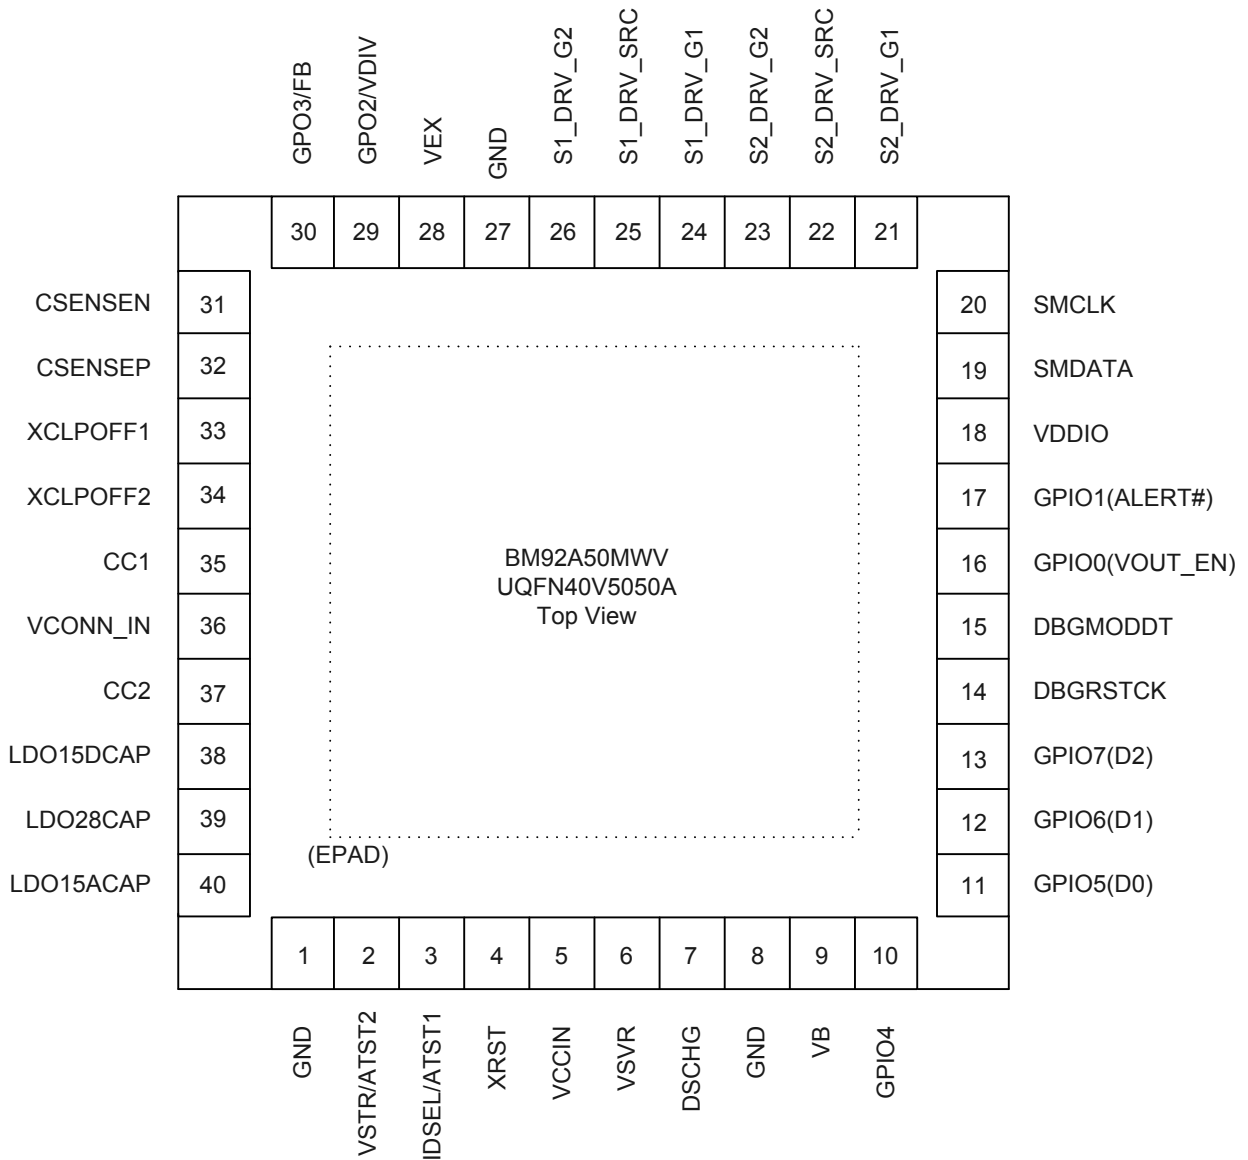 GPO3/FB
GPO2/VDIV
VEX
GND
S1_DRV_G2
S1_DRV_SRC
S1_DRV_G1
S2_DRV_G2
S2_DRV_SRC
S2_DRV_G1
30 29 28 27 26 25 24 23 22 21
CSENSEN 31
CSENSEP 32
XCLPOFF1 33
XCLPOFF2 34
CC1 35
VCONN_IN 36
CC2 37
LDO15DCAP 38
LDO28CAP 39
LDO15ACAP 40
BM92A50MWV
UQFN40V5050A
Top View
(EPAD)
20 SMCLK
19 SMDATA
18 VDDIO
17 GPIO1(ALERT#)
16 GPIO0(VOUT_EN)
15 DBGMODDT
14 DBGRSTCK
13 GPIO7(D2)
12 GPIO6(D1)
11 GPIO5(D0)
1 2 3 4 5 6 7 8 9 10
GND
VSTR/ATST2
IDSEL/ATST1
XRST
VCCIN
VSVR
DSCHG
GND
VB
GPIO4